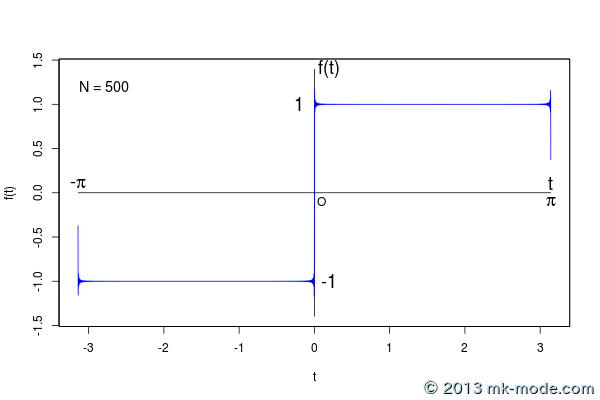 f(t)
N = 500
1
-π
t
π
O
-1
f(t)
1.5
1.0
0.5
0.0
-0.5
-1.0
-1.5
-3 -2 -1 0 1 2 3
t
© 2013 mk-mode.com